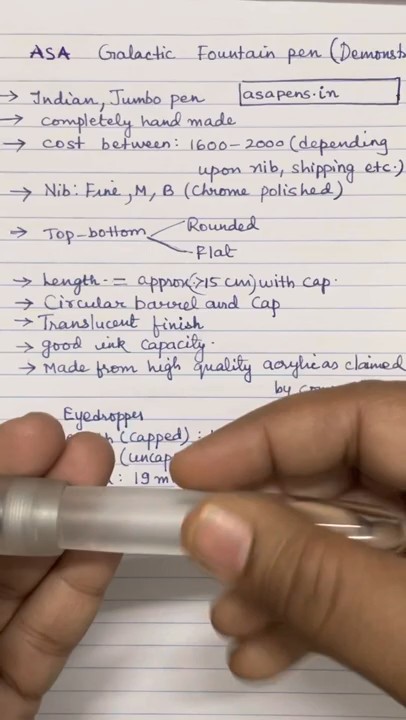 ASA Galactic Fountain pen (Demonst
→ Indian, Jumbo pen asapens.in
→ completely hand made
→ cost between: 1600-2000 (depending
upon nib, shipping etc.)
→ Nib: Fine, M, B (Chrome polished)
→ Top-bottom Rounded
Flat
→ Length = approx (>15 cm) with cap.
→ Circular barrel and cap
→ Translucent finish
→ good ink capacity.
→ Made from high quality acrylic as claimed
by
Eyedropper
(capped) :
(uncap
: 19 m